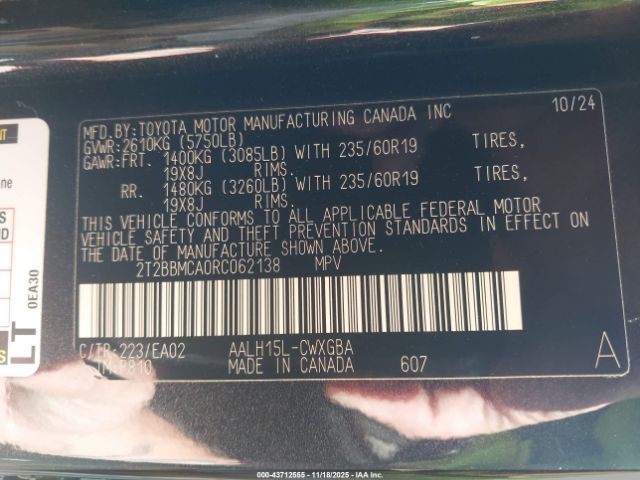 MFD.BY:TOYOTA MOTOR MANUFACTURING CANADA INC 10/24
GVWR:2610KG (5750LB)
GAWR:FRT. 1400KG (3085LB) WITH 235/60R19 TIRES,
19X8J RIMS.
RR. 1480KG (3260LB) WITH 235/60R19 TIRES,
19X8J RIMS.
THIS VEHICLE CONFORMS TO ALL APPLICABLE FEDERAL MOTOR
VEHICLE SAFETY AND THEFT PREVENTION STANDARDS IN EFFECT ON
THE DATE OF MANUFACTURE SHOWN ABOVE.
2T2BBMCA0RC062138 MPV
C/TR-223/EA02 AALH15L-CWXGBA
P810 MADE IN CANADA 607 A
0EA30
LT
000-43712555 - 11/18/2025 - IAA Inc.